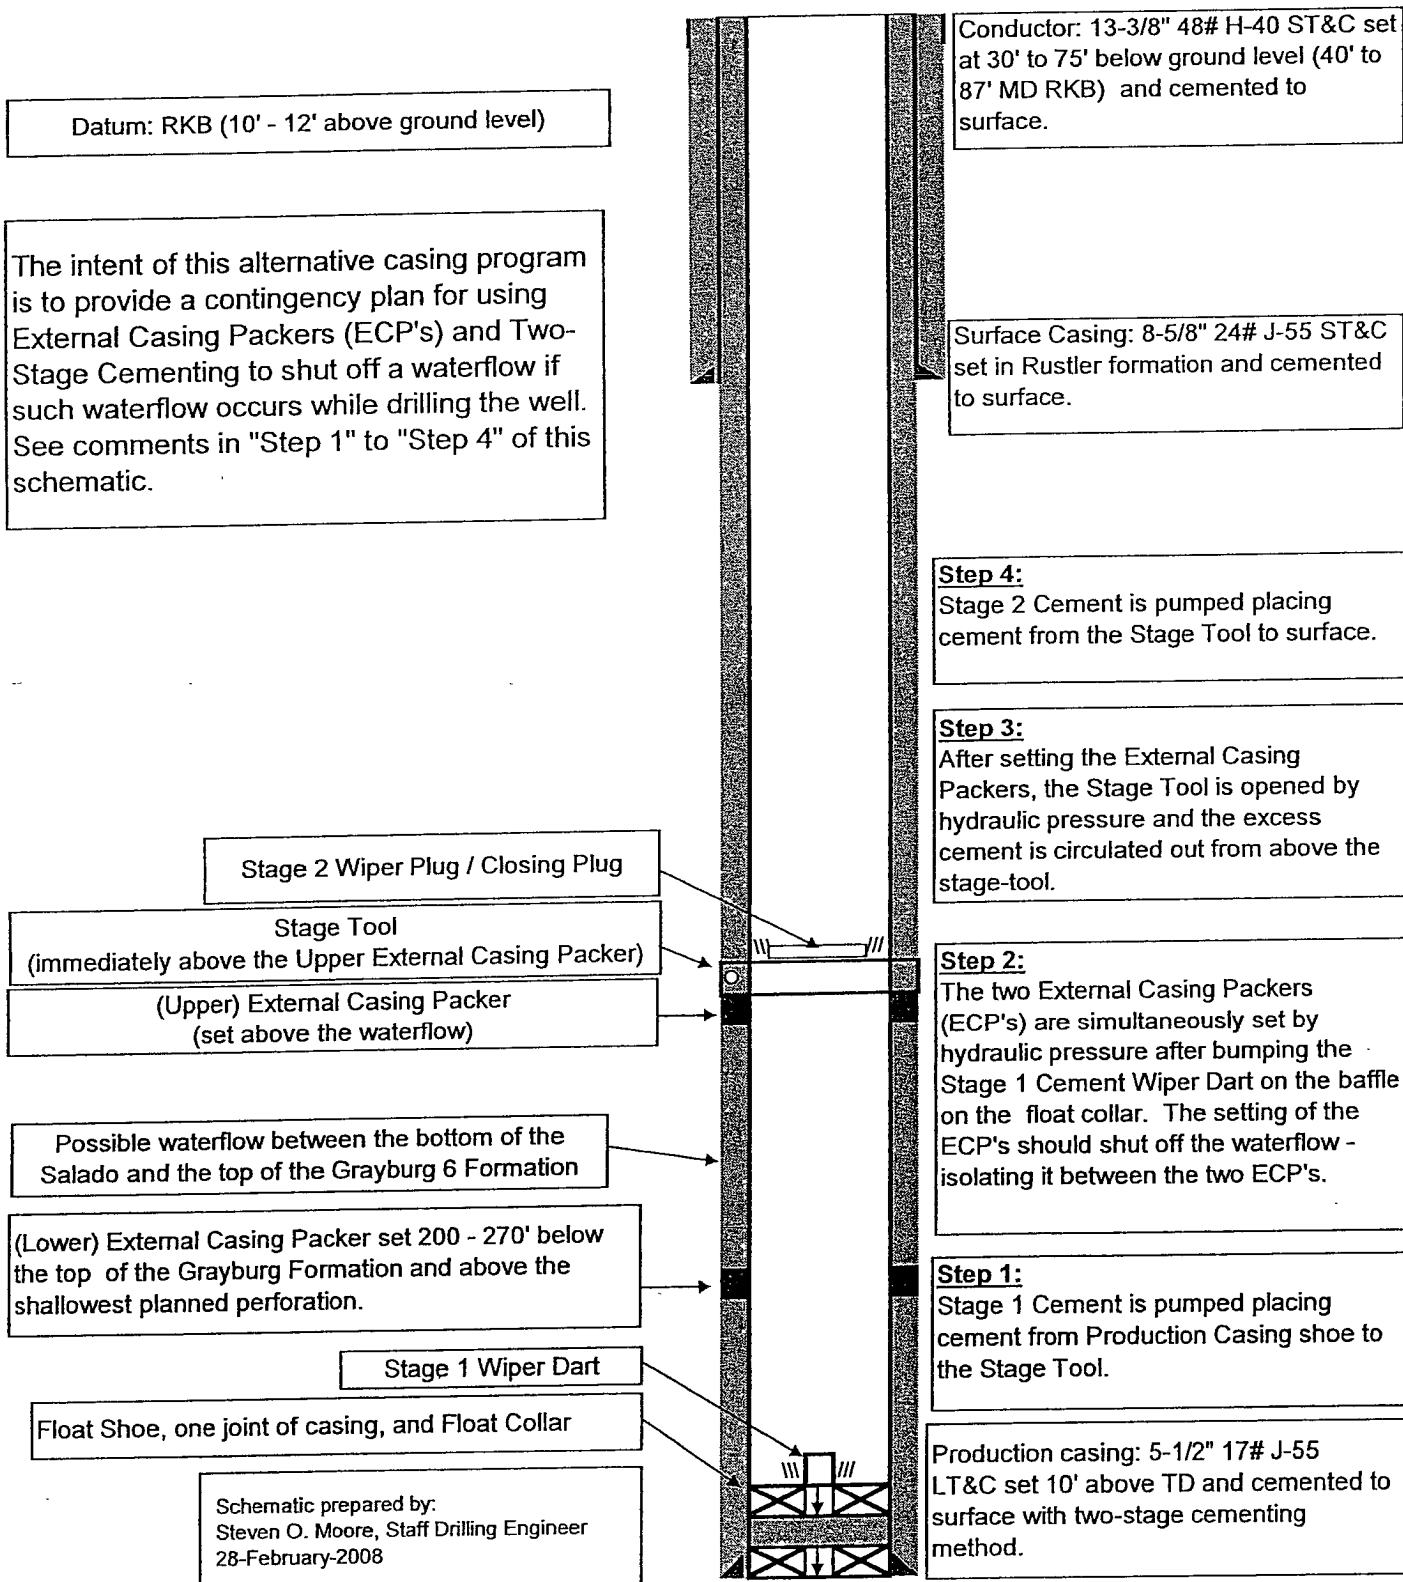 Conductor: 13-3/8" 48# H-40 ST&C set
at 30' to 75' below ground level (40' to
87' MD RKB)  and cemented to
surface.
Datum: RKB (10' - 12' above ground level)
The intent of this alternative casing program
is to provide a contingency plan for using
External Casing Packers (ECP's) and Two-
Stage Cementing to shut off a waterflow if
such waterflow occurs while drilling the well.
See comments in "Step 1" to "Step 4" of this
schematic.
Surface Casing: 8-5/8" 24# J-55 ST&C
set in Rustler formation and cemented
to surface.
Step 4:
Stage 2 Cement is pumped placing
cement from the Stage Tool to surface.
Step 3:
After setting the External Casing
Packers, the Stage Tool is opened by
hydraulic pressure and the excess
cement is circulated out from above the
stage-tool.
Stage 2 Wiper Plug / Closing Plug
Stage Tool
(immediately above the Upper External Casing Packer)
(Upper) External Casing Packer
(set above the waterflow)
Step 2:
The two External Casing Packers
(ECP's) are simultaneously set by
hydraulic pressure after bumping the
Stage 1 Cement Wiper Dart on the baffle
on the  float collar.  The setting of the
ECP's should shut off the waterflow -
isolating it between the two ECP's.
Possible waterflow between the bottom of the
Salado and the top of the Grayburg 6 Formation
(Lower) External Casing Packer set 200 - 270' below
the top  of the Grayburg Formation and above the
shallowest planned perforation.
Step 1:
Stage 1 Cement is pumped placing
cement from Production Casing shoe to
the Stage Tool.
Stage 1 Wiper Dart
Float Shoe, one joint of casing, and Float Collar
Production casing: 5-1/2" 17# J-55
LT&C set 10' above TD and cemented to
surface with two-stage cementing
method.
Schematic prepared by:
Steven O. Moore, Staff Drilling Engineer
28-February-2008